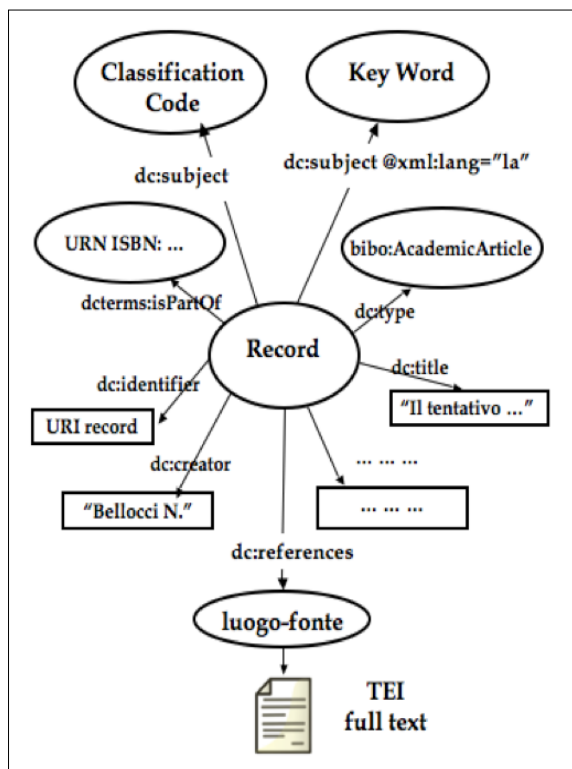 Classification
Code
Key Word
dc:subject
dc:subject @xml:lang="la"
URN ISBN: ...
bibo:AcademicArticle
dcterms:isPartOf
dc:type
Record
dc:identifier
dc:title
URI record
"Il tentativo ..."
dc:creator
... ... ...
"Bellocci N."
... ... ...
dc:references
luogo-fonte
TEI
full text